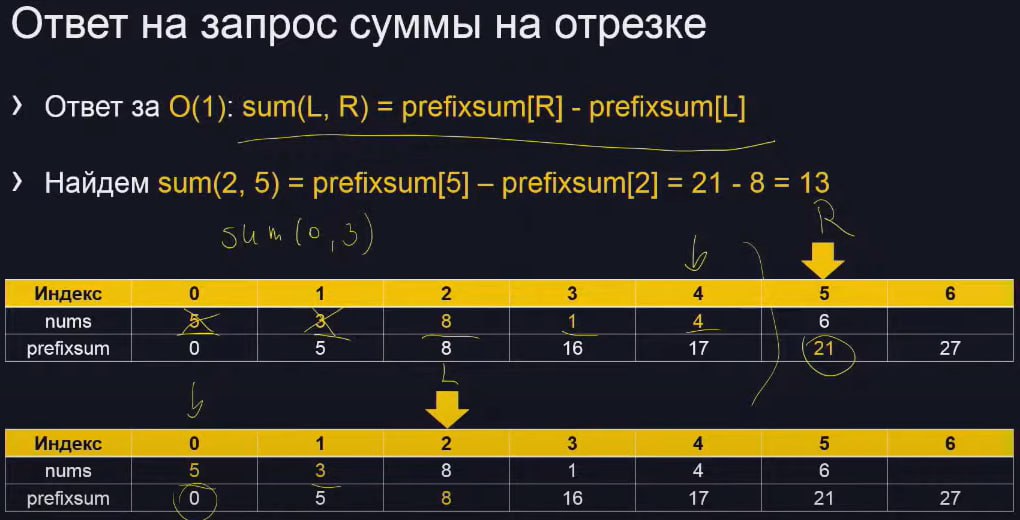 Ответ на запрос суммы на отрезке
› Ответ за O(1): sum(L, R) = prefixsum[R] - prefixsum[L]
› Найдем sum(2, 5) = prefixsum[5] – prefixsum[2] = 21 - 8 = 13
sum(0,3)
R
Индекс 0 1 2 3 4 5 6
nums 5 3 8 1 4 6
prefixsum 0 5 8 16 17 21 27
L
Индекс 0 1 2 3 4 5 6
nums 5 3 8 1 4 6
prefixsum 0 5 8 16 17 21 27